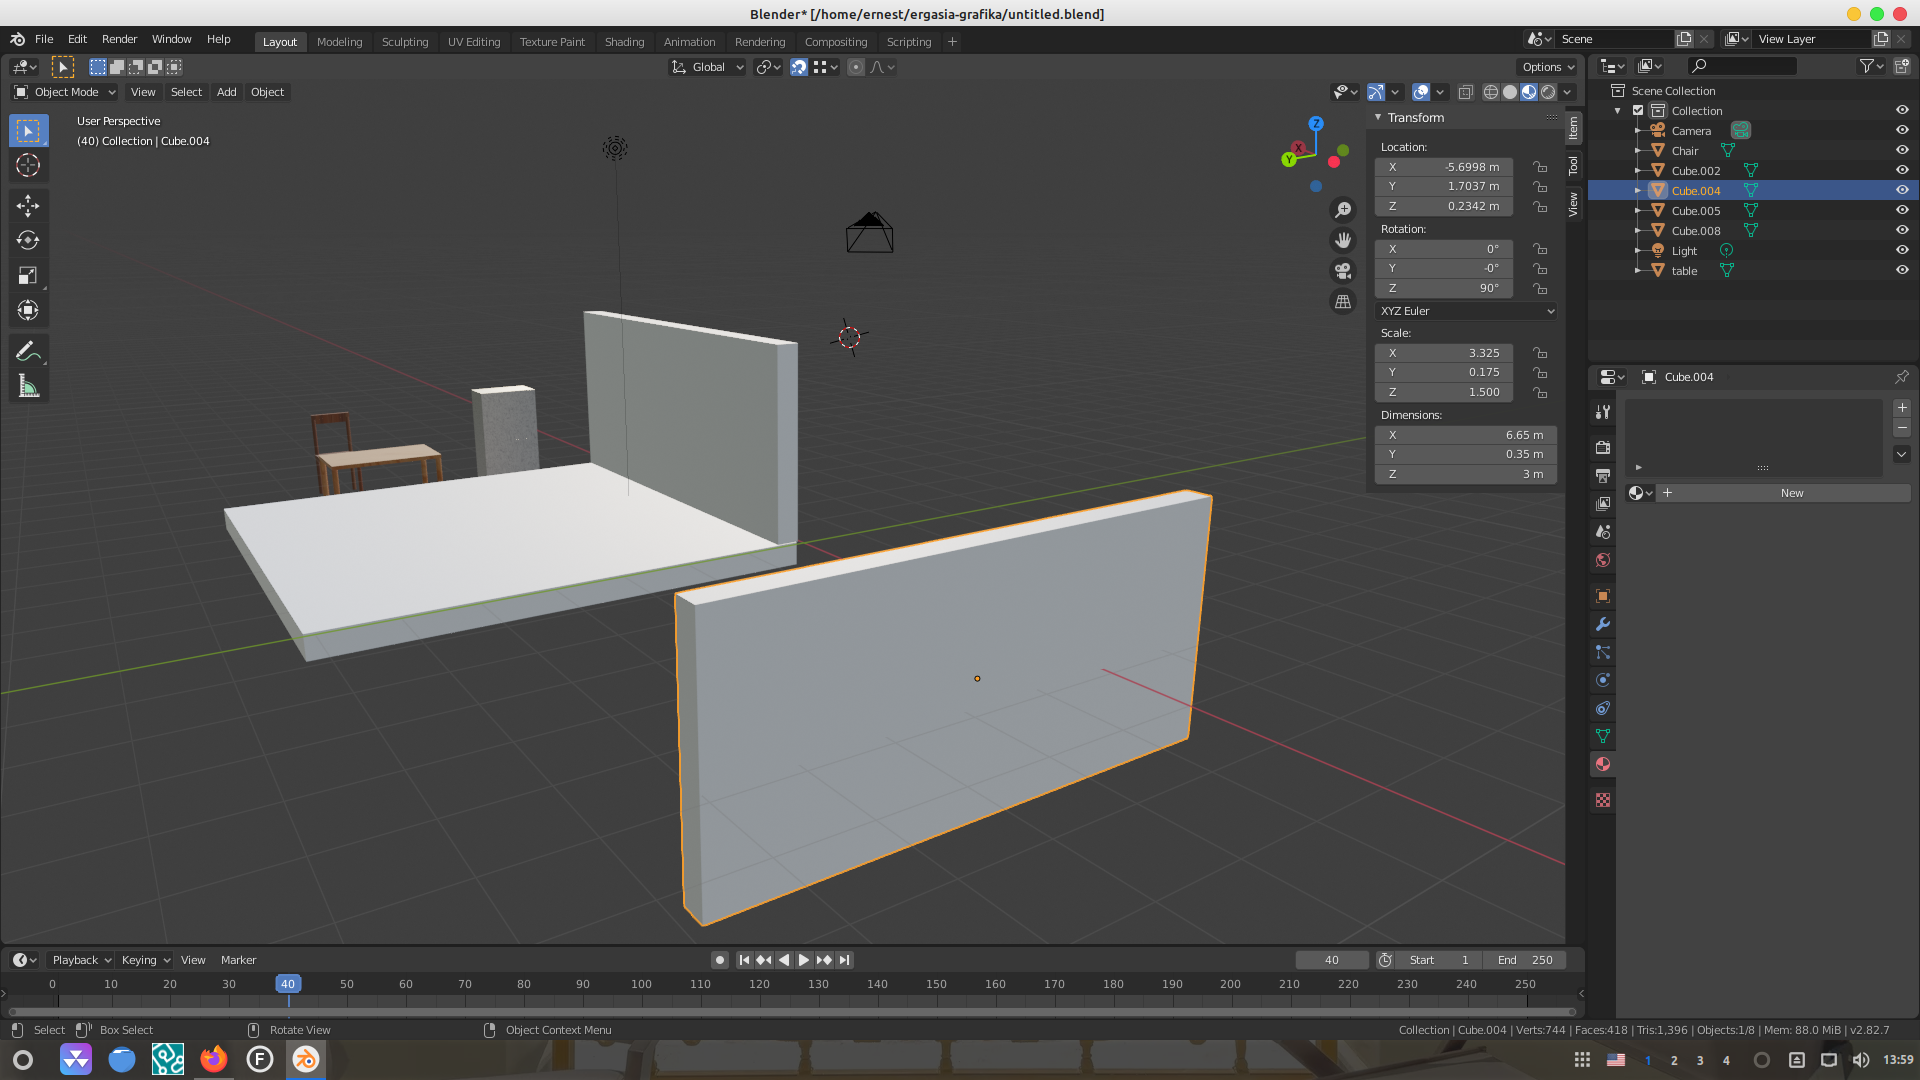 Blender* [/home/ernest/ergasia-grafika/untitled.blend]
File Edit Render Window Help
Layout Modeling Sculpting UV Editing Texture Paint Shading Animation Rendering Compositing Scripting +
Scene
View Layer
Global
Options
Object Mode View Select Add Object
User Perspective
(40) Collection | Cube.004
Z
X
Y
Transform
Location:
X -5.6998 m
Y 1.7037 m
Z 0.2342 m
Rotation:
X 0°
Y -0°
Z 90°
XYZ Euler
Scale:
X 3.325
Y 0.175
Z 1.500
Dimensions:
X 6.65 m
Y 0.35 m
Z 3 m
Item
Tool
View
Scene Collection
Collection
Camera
Chair
Cube.002
Cube.004
Cube.005
Cube.008
Light
table
Cube.004
New
Playback Keying View Marker
40
Start 1
End 250
0 10 20 30 40 50 60 70 80 90 100 110 120 130 140 150 160 170 180 190 200 210 220 230 240 250
Select Box Select Rotate View Object Context Menu
Collection | Cube.004 | Verts:744 | Faces:418 | Tris:1,396 | Objects:1/8 | Mem: 88.0 MiB | v2.82.7
F
1 2 3 4
13:59